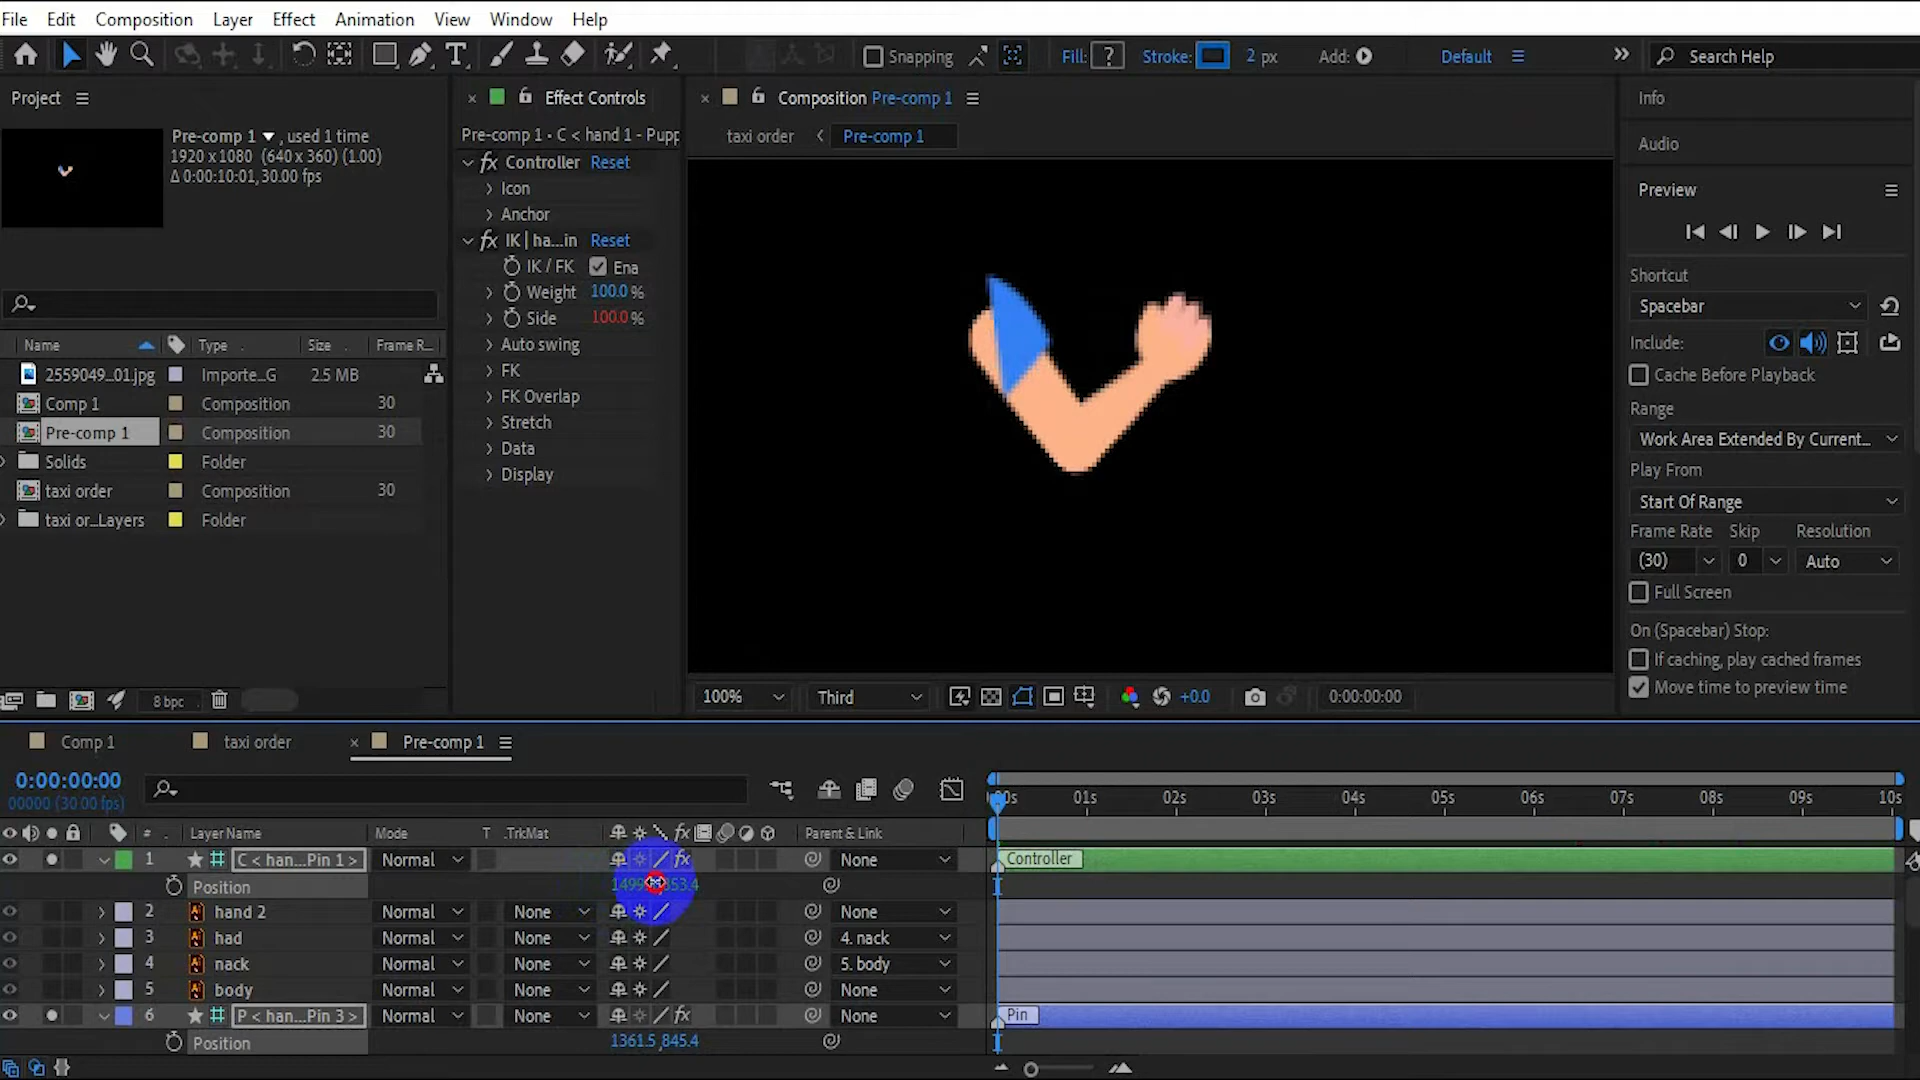 File Edit Composition Layer Effect Animation View Window Help
Snapping Fill: ? Stroke: 2 px Add: Default Search Help
Project
Pre-comp 1 , used 1 time
1920 x 1080 (640 x 360) (1.00)
Δ 0:00:10:01, 30.00 fps
Name Type Size Frame R...
2559049...01.jpg Importe...G 2.5 MB
Comp 1 Composition 30
Pre-comp 1 Composition 30
Solids Folder
taxi order Composition 30
taxi or...Layers Folder
8 bpc
Effect Controls
Pre-comp 1 • C < hand 1 - Pupp
fx Controller Reset
Icon
Anchor
fx IK | ha...in Reset
IK / FK Ena
Weight 100.0 %
Side 100.0 %
Auto swing
FK
FK Overlap
Stretch
Data
Display
Composition Pre-comp 1
taxi order Pre-comp 1
100% Third +0.0 0:00:00:00
Info
Audio
Preview
Shortcut
Spacebar
Include:
Cache Before Playback
Range
Work Area Extended By Current...
Play From
Start Of Range
Frame Rate Skip Resolution
(30) 0 Auto
Full Screen
On (Spacebar) Stop:
If caching, play cached frames
Move time to preview time
Comp 1 taxi order Pre-comp 1
0:00:00:00
00000 (30.00 fps)
00s 01s 02s 03s 04s 05s 06s 07s 08s 09s 10s
# Layer Name Mode T .TrkMat fx Parent & Link
1 C < han...Pin 1 > Normal fx None Controller
Position
2 hand 2 Normal None None
3 had Normal None 4. nack
4 nack Normal None 5. body
5 body Normal None None
6 P < han...Pin 3 > Normal None fx None Pin
Position 1361.5 ,845.4